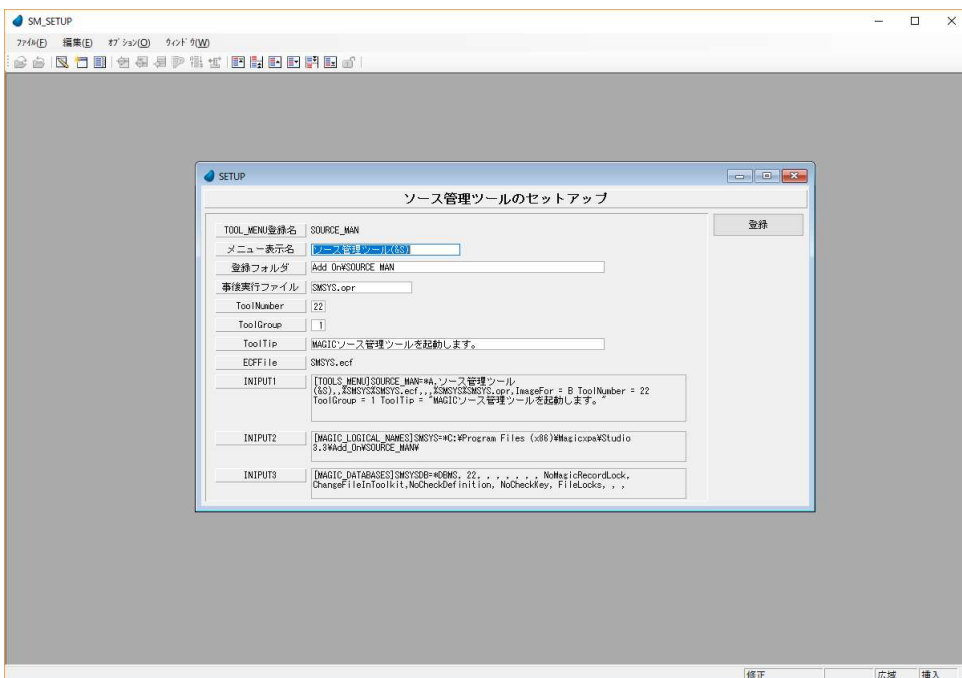 SM_SETUP
ファイル(F) 編集(E) オプション(O) ウィンドウ(W)
SETUP
ソース管理ツールのセットアップ
登録
TOOL_MENU登録名 SOURCE_MAN
メニュー表示名 ソース管理ツール(&S)
登録フォルダ Add_On¥SOURCE_MAN
事後実行ファイル SMSYS.opr
ToolNumber 22
ToolGroup 1
ToolTip MAGICソース管理ツールを起動します。
ECFFile SMSYS.ecf
INIPUT1 [TOOLS_MENU]SOURCE_MAN=*A,ソース管理ツール
(&S),,%SMSYS%SMSYS.ecf,,,%SMSYS%SMSYS.opr,ImageFor = B ToolNumber = 22
ToolGroup = 1 ToolTip = "MAGICソース管理ツールを起動します。"
INIPUT2 [MAGIC_LOGICAL_NAMES]SMSYS=*C:¥Program Files (x86)¥Magicxpa¥Studio
3.3¥Add_On¥SOURCE_MAN¥
INIPUT3 [MAGIC_DATABASES]SMSYSDB=*DBMS, 22, , , , , , , NoMagicRecordLock,
ChangeFileInToolkit,NoCheckDefinition, NoCheckKey, FileLocks, , ,
修正 広域 挿入